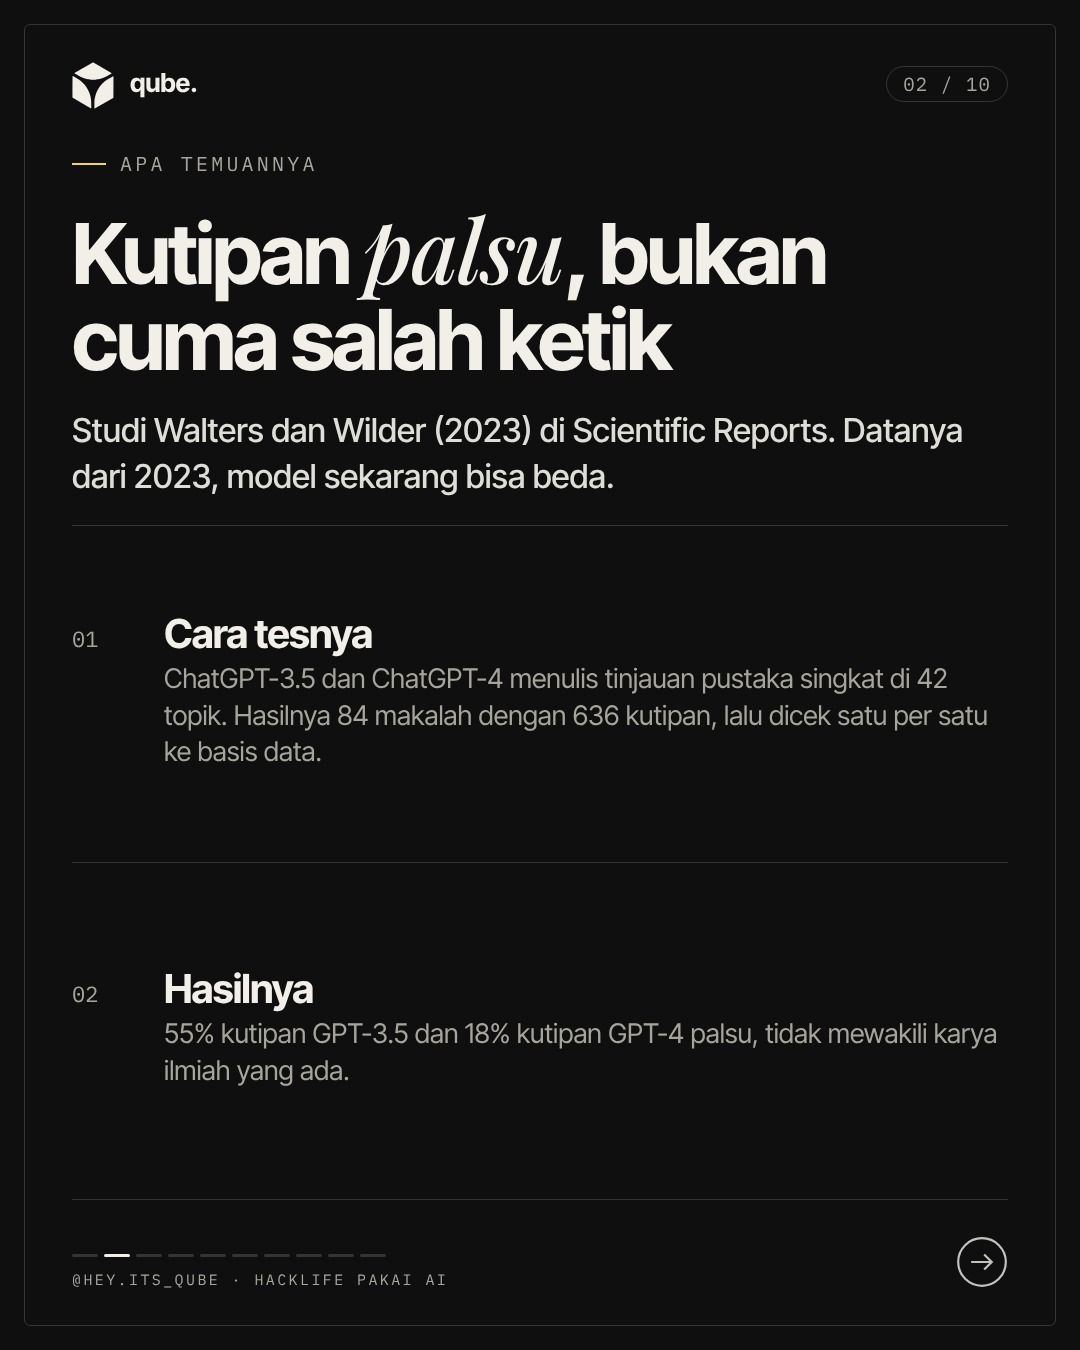 qube.
02 / 10
APA TEMUANNYA
Kutipan palsu, bukan
cuma salah ketik
Studi Walters dan Wilder (2023) di Scientific Reports. Datanya
dari 2023, model sekarang bisa beda.
01
Cara tesnya
ChatGPT-3.5 dan ChatGPT-4 menulis tinjauan pustaka singkat di 42
topik. Hasilnya 84 makalah dengan 636 kutipan, lalu dicek satu per satu
ke basis data.
02
Hasilnya
55% kutipan GPT-3.5 dan 18% kutipan GPT-4 palsu, tidak mewakili karya
ilmiah yang ada.
@HEY.ITS_QUBE · HACKLIFE PAKAI AI